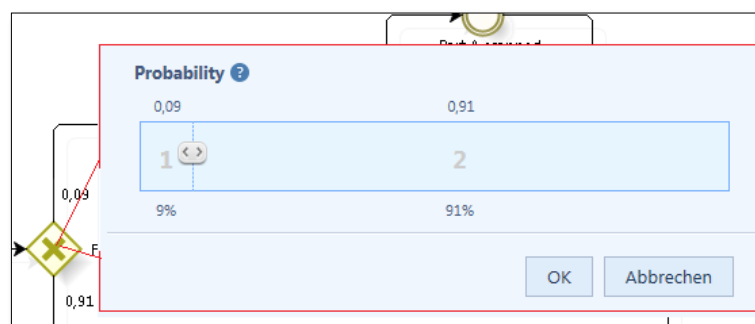 Probability ?
0,09 0,91
1 <> 2
9% 91%
OK Abbrechen
0,09
F
0,91